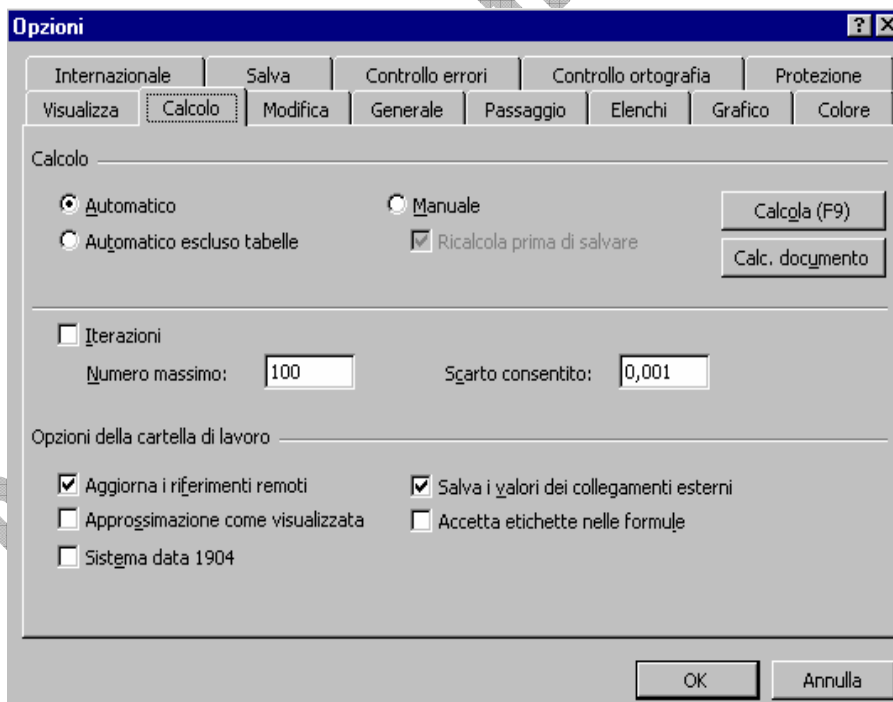 Opzioni
Internazionale Salva Controllo errori Controllo ortografia Protezione
Visualizza Calcolo Modifica Generale Passaggio Elenchi Grafico Colore
Calcolo
Automatico Manuale Calcola (F9)
Automatico escluso tabelle Ricalcola prima di salvare Calc. documento
Iterazioni
Numero massimo: 100 Scarto consentito: 0,001
Opzioni della cartella di lavoro
Aggiorna i riferimenti remoti Salva i valori dei collegamenti esterni
Approssimazione come visualizzata Accetta etichette nelle formule
Sistema data 1904
OK Annulla